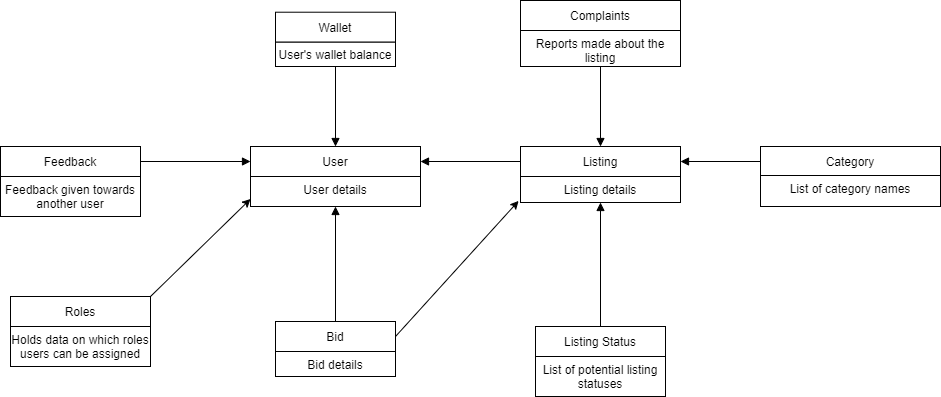 Wallet
User's wallet balance
Complaints
Reports made about the
listing
Feedback
Feedback given towards
another user
User
User details
Listing
Listing details
Category
List of category names
Roles
Holds data on which roles
users can be assigned
Bid
Bid details
Listing Status
List of potential listing
statuses